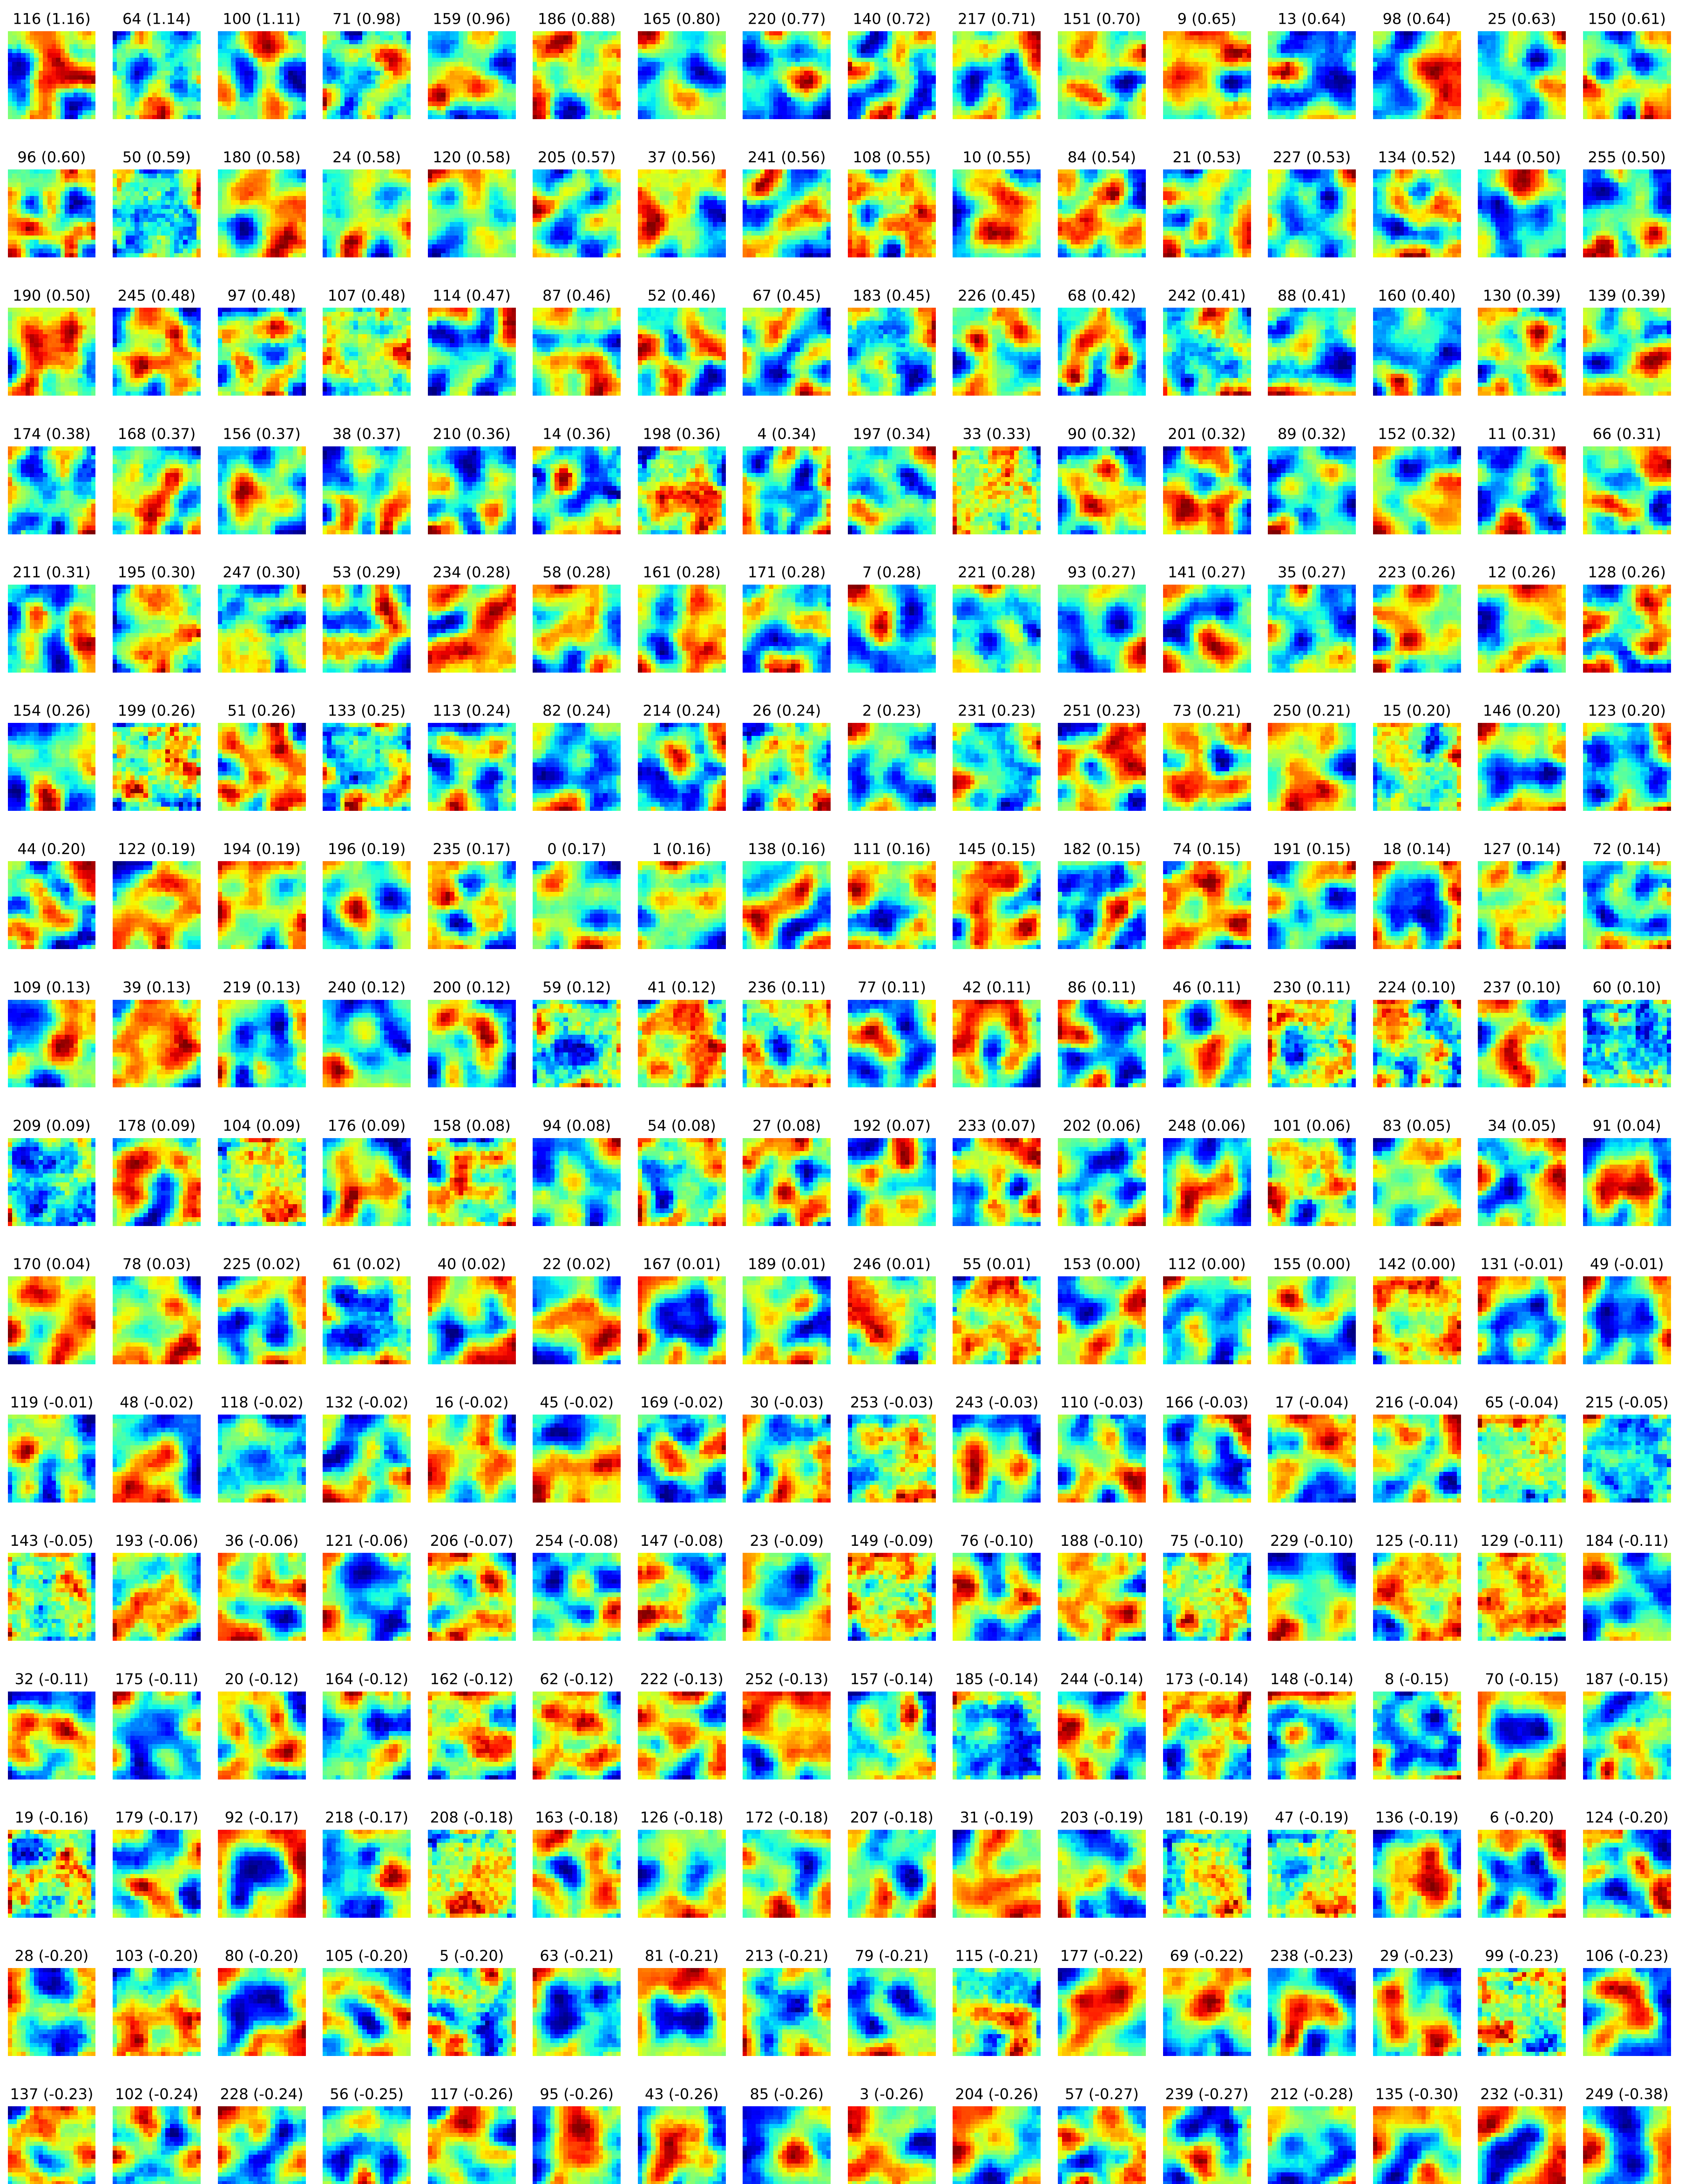 116 (1.16) 64 (1.14) 100 (1.11) 71 (0.98) 159 (0.96) 186 (0.88) 165 (0.80) 220 (0.77) 140 (0.72) 217 (0.71) 151 (0.70) 9 (0.65) 13 (0.64) 98 (0.64) 25 (0.63) 150 (0.61)
96 (0.60) 50 (0.59) 180 (0.58) 24 (0.58) 120 (0.58) 205 (0.57) 37 (0.56) 241 (0.56) 108 (0.55) 10 (0.55) 84 (0.54) 21 (0.53) 227 (0.53) 134 (0.52) 144 (0.50) 255 (0.50)
190 (0.50) 245 (0.48) 97 (0.48) 107 (0.48) 114 (0.47) 87 (0.46) 52 (0.46) 67 (0.45) 183 (0.45) 226 (0.45) 68 (0.42) 242 (0.41) 88 (0.41) 160 (0.40) 130 (0.39) 139 (0.39)
174 (0.38) 168 (0.37) 156 (0.37) 38 (0.37) 210 (0.36) 14 (0.36) 198 (0.36) 4 (0.34) 197 (0.34) 33 (0.33) 90 (0.32) 201 (0.32) 89 (0.32) 152 (0.32) 11 (0.31) 66 (0.31)
211 (0.31) 195 (0.30) 247 (0.30) 53 (0.29) 234 (0.28) 58 (0.28) 161 (0.28) 171 (0.28) 7 (0.28) 221 (0.28) 93 (0.27) 141 (0.27) 35 (0.27) 223 (0.26) 12 (0.26) 128 (0.26)
154 (0.26) 199 (0.26) 51 (0.26) 133 (0.25) 113 (0.24) 82 (0.24) 214 (0.24) 26 (0.24) 2 (0.23) 231 (0.23) 251 (0.23) 73 (0.21) 250 (0.21) 15 (0.20) 146 (0.20) 123 (0.20)
44 (0.20) 122 (0.19) 194 (0.19) 196 (0.19) 235 (0.17) 0 (0.17) 1 (0.16) 138 (0.16) 111 (0.16) 145 (0.15) 182 (0.15) 74 (0.15) 191 (0.15) 18 (0.14) 127 (0.14) 72 (0.14)
109 (0.13) 39 (0.13) 219 (0.13) 240 (0.12) 200 (0.12) 59 (0.12) 41 (0.12) 236 (0.11) 77 (0.11) 42 (0.11) 86 (0.11) 46 (0.11) 230 (0.11) 224 (0.10) 237 (0.10) 60 (0.10)
209 (0.09) 178 (0.09) 104 (0.09) 176 (0.09) 158 (0.08) 94 (0.08) 54 (0.08) 27 (0.08) 192 (0.07) 233 (0.07) 202 (0.06) 248 (0.06) 101 (0.06) 83 (0.05) 34 (0.05) 91 (0.04)
170 (0.04) 78 (0.03) 225 (0.02) 61 (0.02) 40 (0.02) 22 (0.02) 167 (0.01) 189 (0.01) 246 (0.01) 55 (0.01) 153 (0.00) 112 (0.00) 155 (0.00) 142 (0.00) 131 (-0.01) 49 (-0.01)
119 (-0.01) 48 (-0.02) 118 (-0.02) 132 (-0.02) 16 (-0.02) 45 (-0.02) 169 (-0.02) 30 (-0.03) 253 (-0.03) 243 (-0.03) 110 (-0.03) 166 (-0.03) 17 (-0.04) 216 (-0.04) 65 (-0.04) 215 (-0.05)
143 (-0.05) 193 (-0.06) 36 (-0.06) 121 (-0.06) 206 (-0.07) 254 (-0.08) 147 (-0.08) 23 (-0.09) 149 (-0.09) 76 (-0.10) 188 (-0.10) 75 (-0.10) 229 (-0.10) 125 (-0.11) 129 (-0.11) 184 (-0.11)
32 (-0.11) 175 (-0.11) 20 (-0.12) 164 (-0.12) 162 (-0.12) 62 (-0.12) 222 (-0.13) 252 (-0.13) 157 (-0.14) 185 (-0.14) 244 (-0.14) 173 (-0.14) 148 (-0.14) 8 (-0.15) 70 (-0.15) 187 (-0.15)
19 (-0.16) 179 (-0.17) 92 (-0.17) 218 (-0.17) 208 (-0.18) 163 (-0.18) 126 (-0.18) 172 (-0.18) 207 (-0.18) 31 (-0.19) 203 (-0.19) 181 (-0.19) 47 (-0.19) 136 (-0.19) 6 (-0.20) 124 (-0.20)
28 (-0.20) 103 (-0.20) 80 (-0.20) 105 (-0.20) 5 (-0.20) 63 (-0.21) 81 (-0.21) 213 (-0.21) 79 (-0.21) 115 (-0.21) 177 (-0.22) 69 (-0.22) 238 (-0.23) 29 (-0.23) 99 (-0.23) 106 (-0.23)
137 (-0.23) 102 (-0.24) 228 (-0.24) 56 (-0.25) 117 (-0.26) 95 (-0.26) 43 (-0.26) 85 (-0.26) 3 (-0.26) 204 (-0.26) 57 (-0.27) 239 (-0.27) 212 (-0.28) 135 (-0.30) 232 (-0.31) 249 (-0.38)